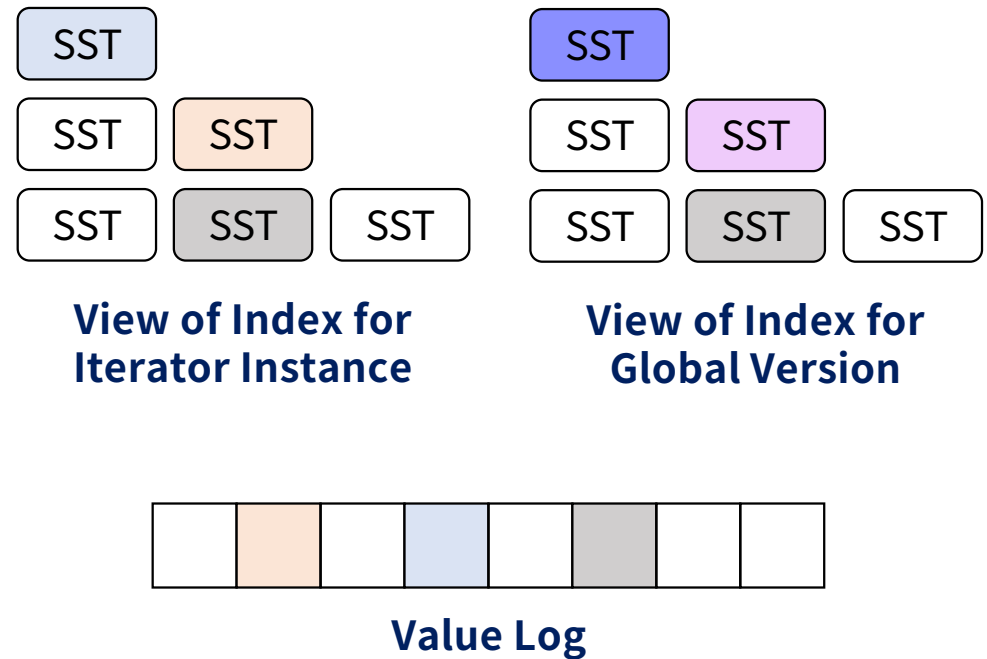 SST
SST SST
SST SST SST
View of Index for
Iterator Instance
SST
SST SST
SST SST SST
View of Index for
Global Version
Value Log